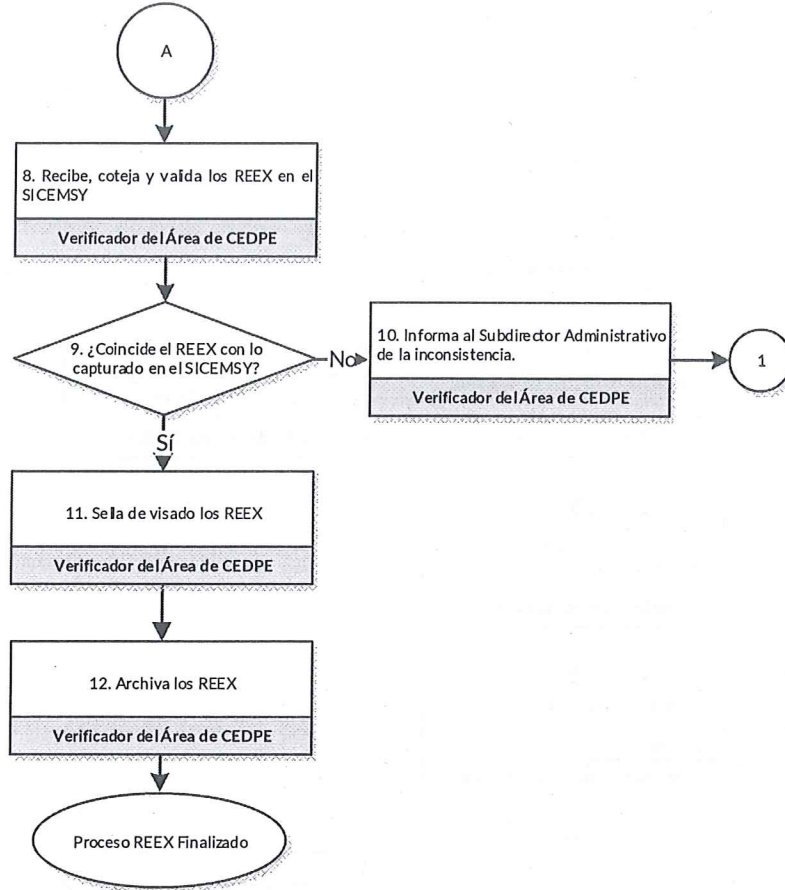 A
8. Recibe, coteja y valida los REEX en el
SICEMSY
Verificador del Área de CEDPE
9. ¿Coincide el REEX con lo
capturado en el SICEMSY?
No
10. Informa al Subdirector Administrativo
de la inconsistencia.
Verificador del Área de CEDPE
1
Sí
11. Sella de visado los REEX
Verificador del Área de CEDPE
12. Archiva los REEX
Verificador del Área de CEDPE
Proceso REEX Finalizado